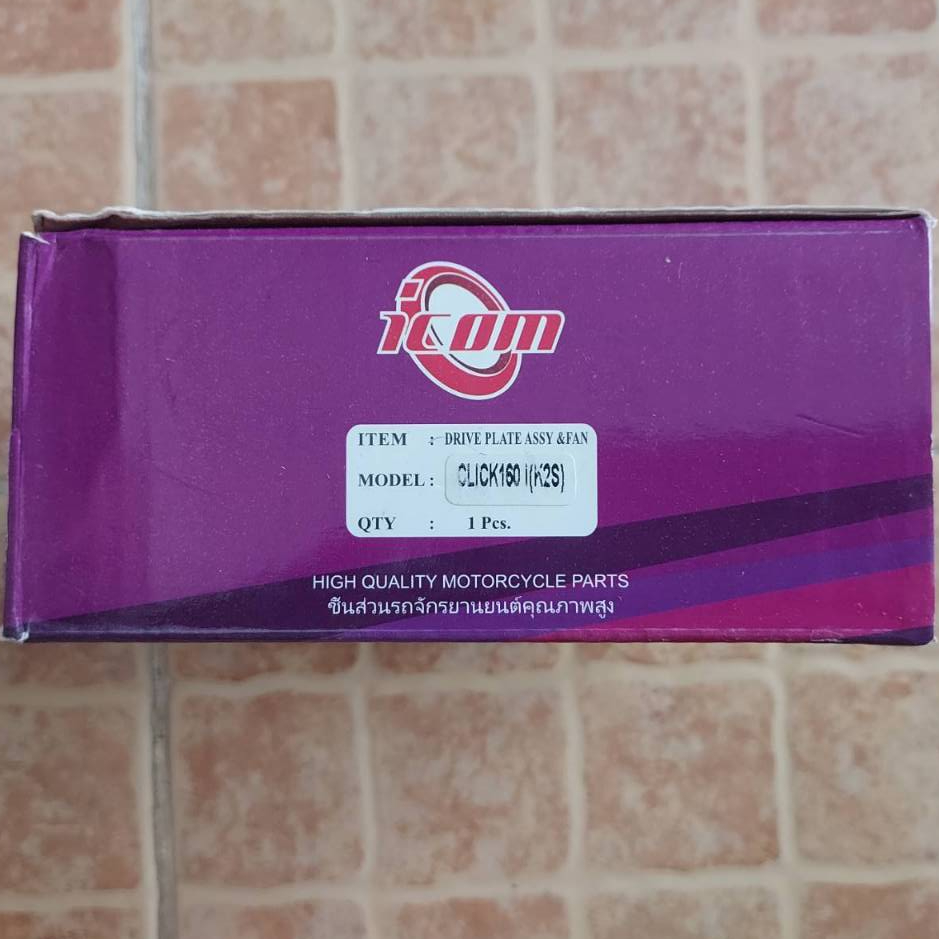 icom
ITEM : DRIVE PLATE ASSY &FAN
MODEL : CLICK160 I(K2S)
QTY : 1 Pcs.
HIGH QUALITY MOTORCYCLE PARTS
ชิ้นส่วนรถจักรยานยนต์คุณภาพสูง